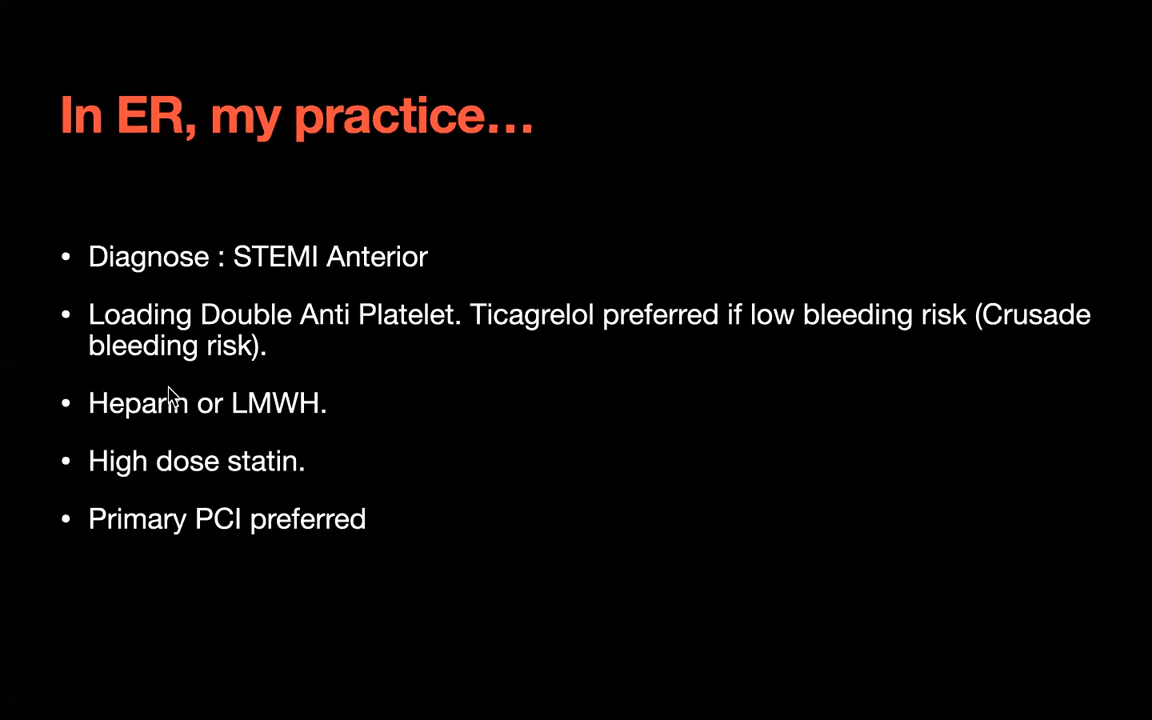 In ER, my practice…
• Diagnose : STEMI Anterior
• Loading Double Anti Platelet. Ticagrelol preferred if low bleeding risk (Crusade
bleeding risk).
• Heparin or LMWH.
• High dose statin.
• Primary PCI preferred